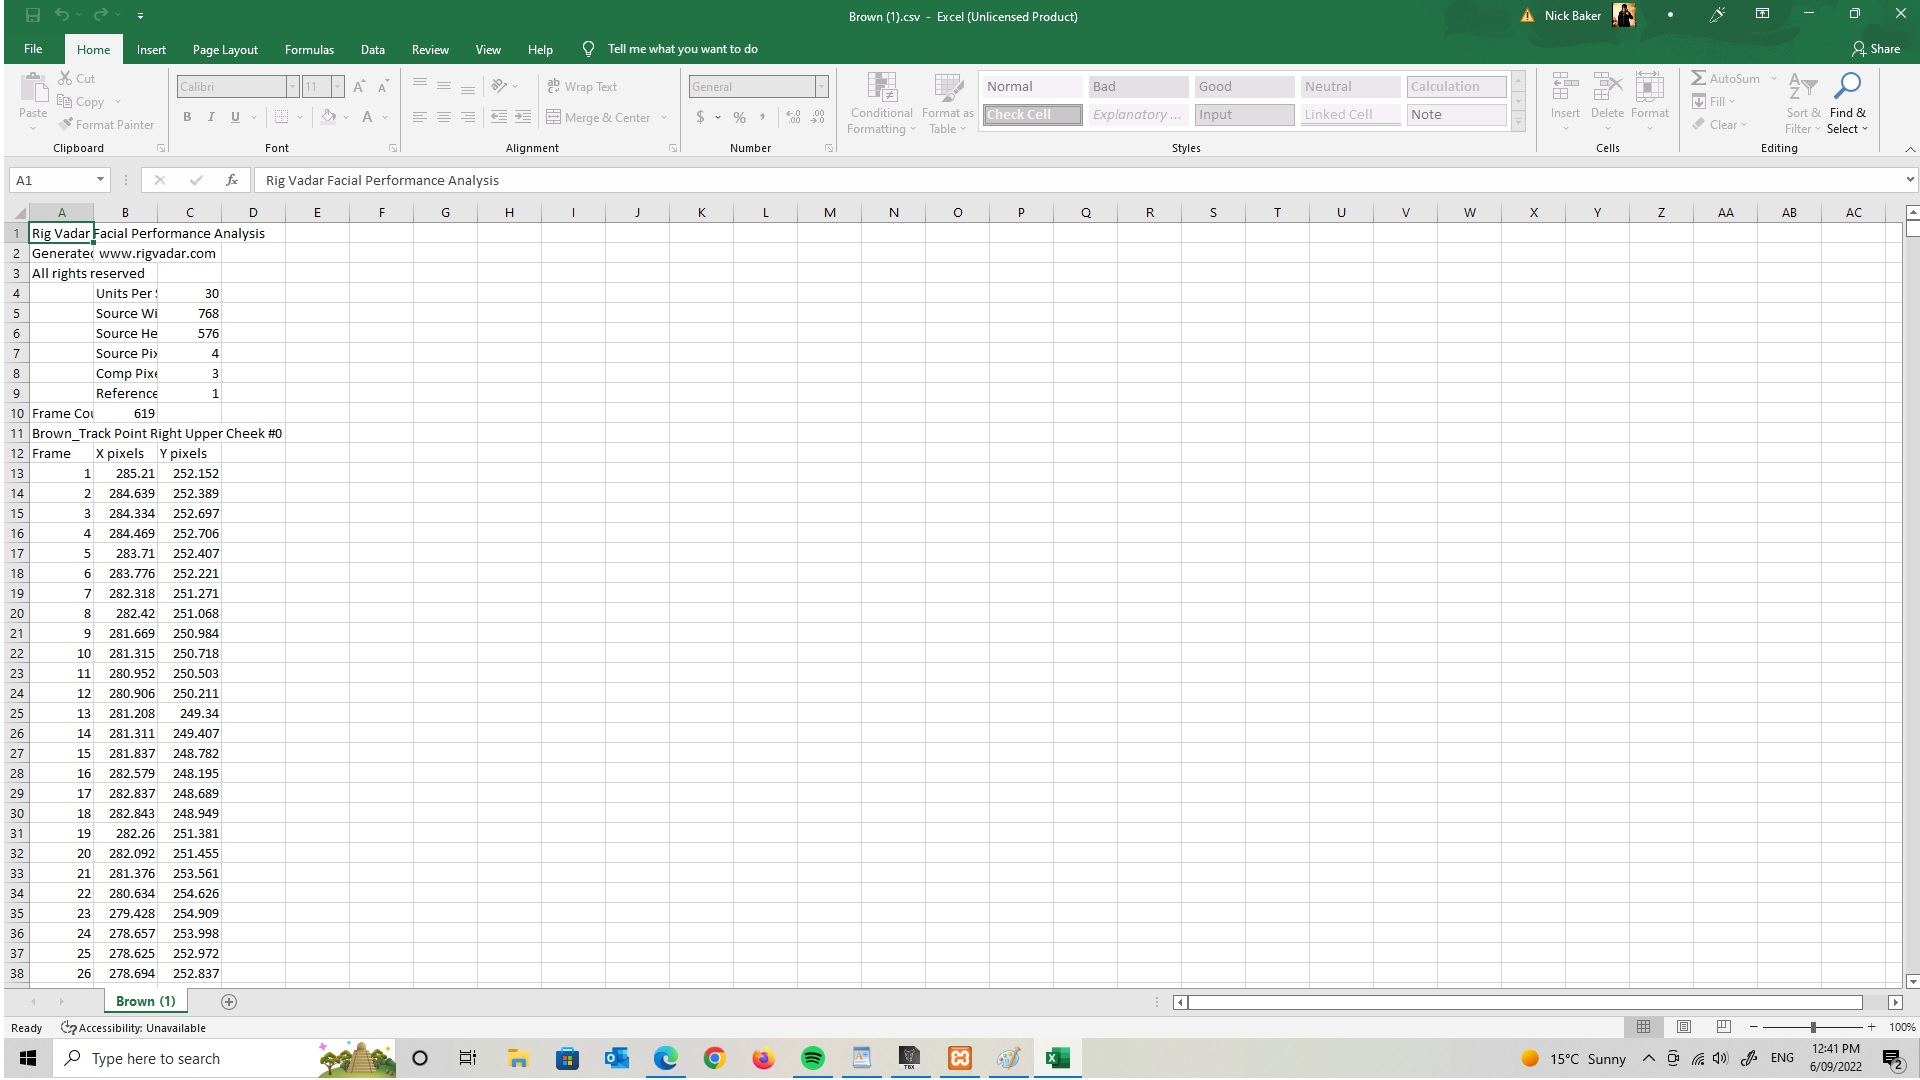 Brown (1).csv - Excel (Unlicensed Product)
Nick Baker
File Home Insert Page Layout Formulas Data Review View Help Tell me what you want to do
Share
Cut
Copy
Format Painter
Paste
Clipboard
Calibri 11
B I U
Font
Wrap Text
Merge & Center
Alignment
General
$ %
Number
Conditional Formatting
Format as Table
Normal Bad Good Neutral Calculation
Check Cell Explanatory ... Input Linked Cell Note
Styles
Insert Delete Format
Cells
AutoSum
Fill
Clear
Sort & Filter
Find & Select
Editing
A1 fx Rig Vadar Facial Performance Analysis
A B C D E F G H I J K L M N O P Q R S T U V W X Y Z AA AB AC
1 Rig Vadar Facial Performance Analysis
2 Generated www.rigvadar.com
3 All rights reserved
4 Units Per 30
5 Source Wi 768
6 Source He 576
7 Source Pix 4
8 Comp Pixe 3
9 Reference 1
10 Frame Cou 619
11 Brown_Track Point Right Upper Cheek #0
12 Frame X pixels Y pixels
13 1 285.21 252.152
14 2 284.639 252.389
15 3 284.334 252.697
16 4 284.469 252.706
17 5 283.71 252.407
18 6 283.776 252.221
19 7 282.318 251.271
20 8 282.42 251.068
21 9 281.669 250.984
22 10 281.315 250.718
23 11 280.952 250.503
24 12 280.906 250.211
25 13 281.208 249.34
26 14 281.311 249.407
27 15 281.837 248.782
28 16 282.579 248.195
29 17 282.837 248.689
30 18 282.843 248.949
31 19 282.26 251.381
32 20 282.092 251.455
33 21 281.376 253.561
34 22 280.634 254.626
35 23 279.428 254.909
36 24 278.657 253.998
37 25 278.625 252.972
38 26 278.694 252.837
Brown (1)
Ready Accessibility: Unavailable
100%
Type here to search
15°C Sunny
ENG
12:41 PM
6/09/2022
2